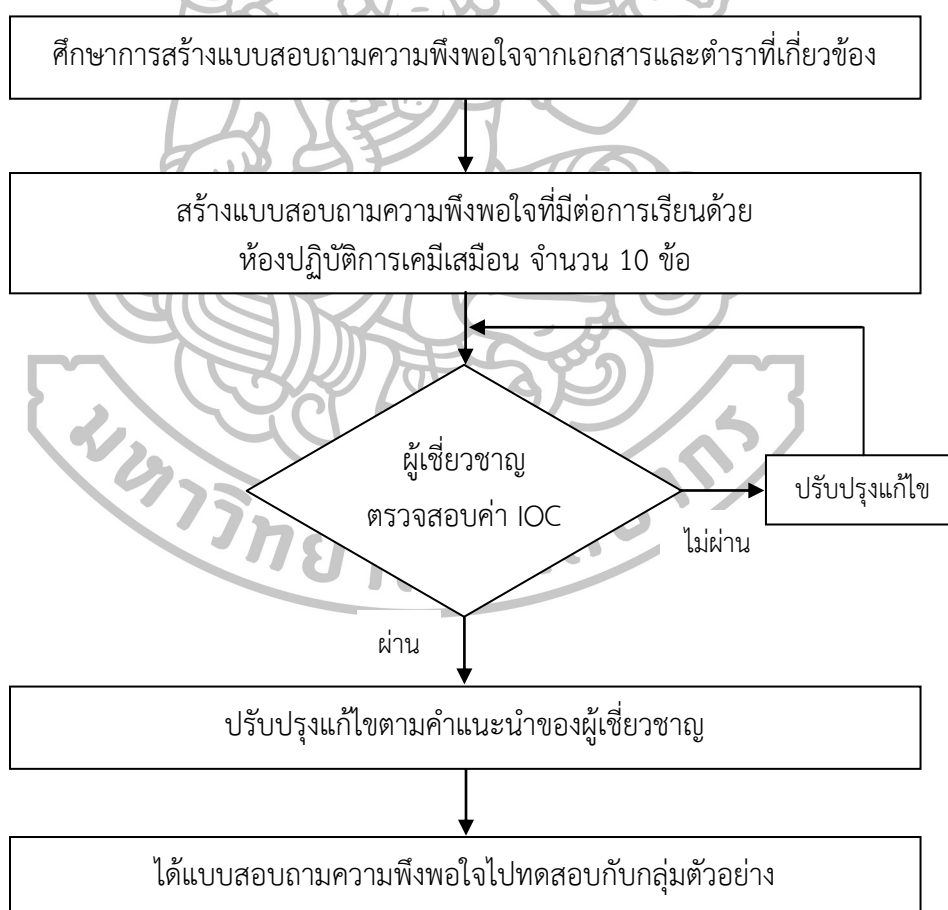 ศึกษาการสร้างแบบสอบถามความพึงพอใจจากเอกสารและตำราที่เกี่ยวข้อง
สร้างแบบสอบถามความพึงพอใจที่มีต่อการเรียนด้วย
ห้องปฏิบัติการเคมีเสมือน จำนวน 10 ข้อ
ผู้เชี่ยวชาญ
ตรวจสอบค่า IOC
ปรับปรุงแก้ไข
ไม่ผ่าน
ผ่าน
ปรับปรุงแก้ไขตามคำแนะนำของผู้เชี่ยวชาญ
ได้แบบสอบถามความพึงพอใจไปทดสอบกับกลุ่มตัวอย่าง